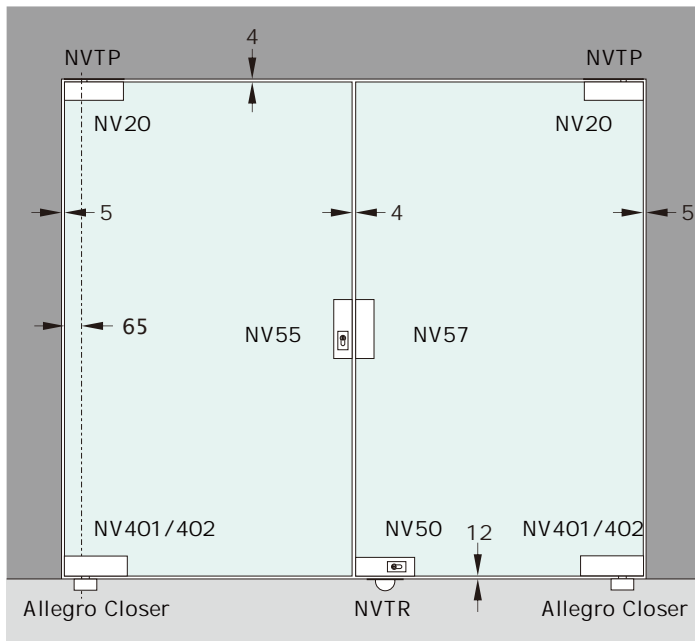 4
NVTP
NVTP
NV20
NV20
5
4
5
65
NV55
NV57
NV401/402
NV50
NV401/402
12
Allegro Closer
NVTR
Allegro Closer